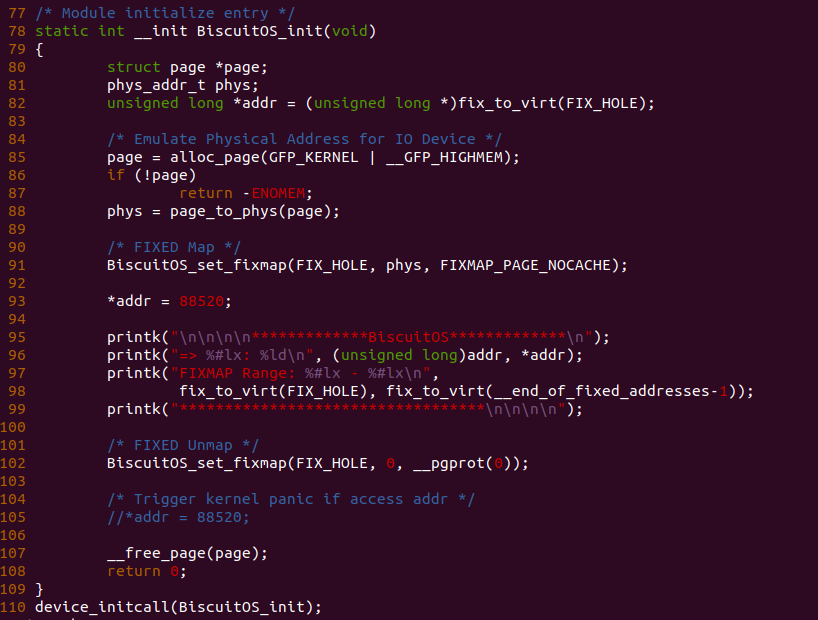 77 /* Module initialize entry */
78 static int __init BiscuitOS_init(void)
79 {
80         struct page *page;
81         phys_addr_t phys;
82         unsigned long *addr = (unsigned long *)fix_to_virt(FIX_HOLE);
83
84         /* Emulate Physical Address for IO Device */
85         page = alloc_page(GFP_KERNEL | __GFP_HIGHMEM);
86         if (!page)
87                 return -ENOMEM;
88         phys = page_to_phys(page);
89
90         /* FIXED Map */
91         BiscuitOS_set_fixmap(FIX_HOLE, phys, FIXMAP_PAGE_NOCACHE);
92
93         *addr = 88520;
94
95         printk("\n\n\n\n*************BiscuitOS*************\n");
96         printk("=> %#lx: %ld\n", (unsigned long)addr, *addr);
97         printk("FIXMAP Range: %#lx - %#lx\n",
98                 fix_to_virt(FIX_HOLE), fix_to_virt(__end_of_fixed_addresses-1));
99         printk("**********************************\n\n\n\n");
100
101         /* FIXED Unmap */
102         BiscuitOS_set_fixmap(FIX_HOLE, 0, __pgprot(0));
103
104         /* Trigger kernel panic if access addr */
105         //*addr = 88520;
106
107         __free_page(page);
108         return 0;
109 }
110 device_initcall(BiscuitOS_init);